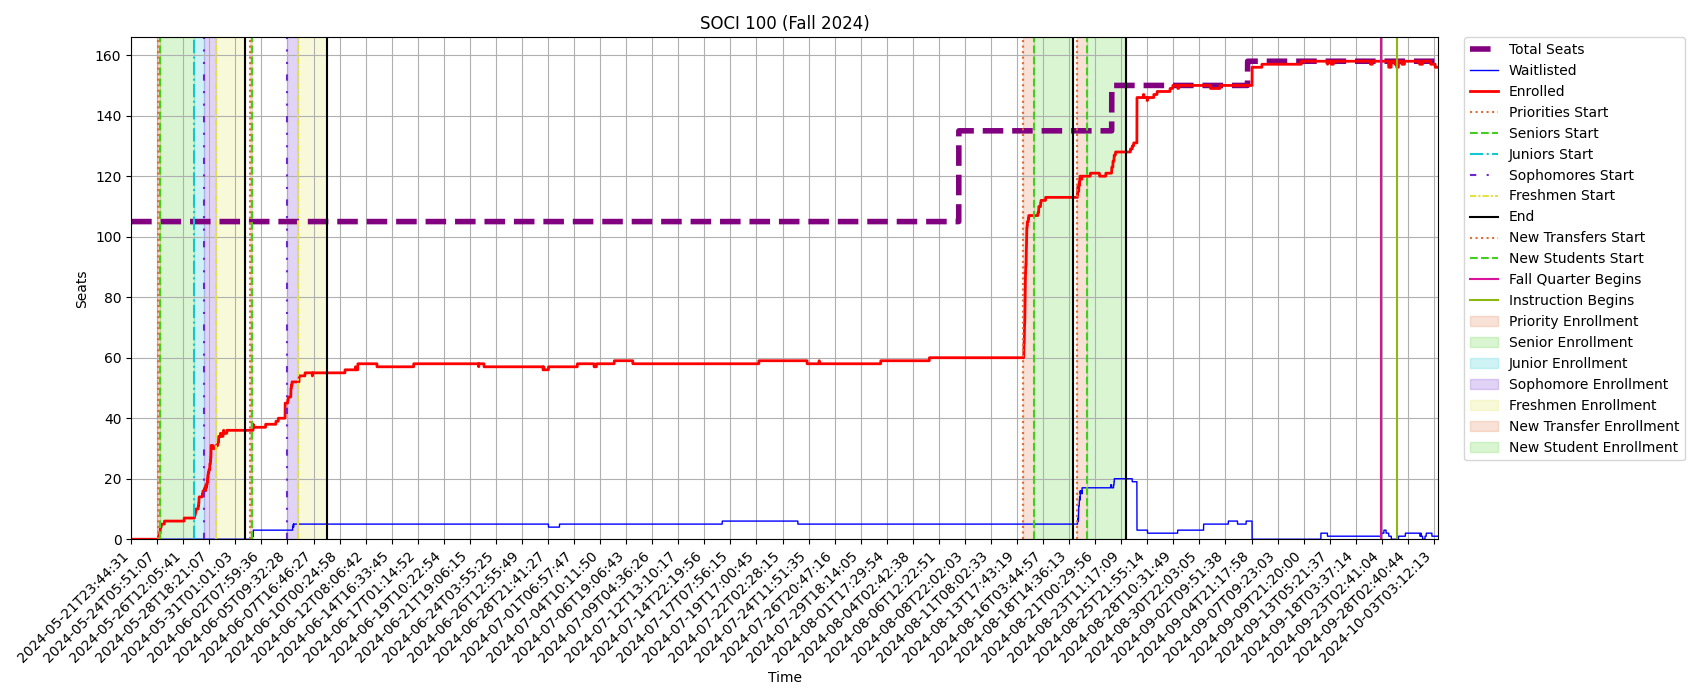 SOCI 100 (Fall 2024)
160
140
120
100
80
60
40
20
0
Seats
2024-05-21T23:44:31
2024-05-24T05:51:07
2024-05-26T12:05:41
2024-05-28T18:21:07
2024-05-31T01:01:03
2024-06-02T07:59:36
2024-06-05T09:32:28
2024-06-07T16:46:27
2024-06-10T00:24:58
2024-06-12T08:06:42
2024-06-14T16:33:45
2024-06-17T01:14:52
2024-06-19T10:22:54
2024-06-21T19:06:15
2024-06-24T03:55:25
2024-06-26T12:55:49
2024-06-28T21:41:27
2024-07-01T06:57:47
2024-07-04T10:11:50
2024-07-06T19:06:43
2024-07-09T04:36:20
2024-07-12T13:10:17
2024-07-14T22:19:56
2024-07-17T07:56:15
2024-07-19T17:00:45
2024-07-22T02:28:15
2024-07-24T11:51:35
2024-07-26T20:47:16
2024-07-29T18:14:05
2024-08-01T17:29:54
2024-08-04T02:42:38
2024-08-06T12:22:51
2024-08-08T22:02:03
2024-08-11T08:02:33
2024-08-13T17:43:19
2024-08-16T03:44:57
2024-08-18T14:36:13
2024-08-21T00:29:56
2024-08-23T11:17:09
2024-08-25T21:55:14
2024-08-28T10:31:49
2024-08-30T22:03:05
2024-09-02T09:51:38
2024-09-04T21:17:58
2024-09-07T09:23:03
2024-09-09T21:20:00
2024-09-13T05:21:37
2024-09-18T03:37:14
2024-09-23T02:41:04
2024-09-28T02:40:44
2024-10-03T03:12:13
Time
Total Seats
Waitlisted
Enrolled
Priorities Start
Seniors Start
Juniors Start
Sophomores Start
Freshmen Start
End
New Transfers Start
New Students Start
Fall Quarter Begins
Instruction Begins
Priority Enrollment
Senior Enrollment
Junior Enrollment
Sophomore Enrollment
Freshmen Enrollment
New Transfer Enrollment
New Student Enrollment